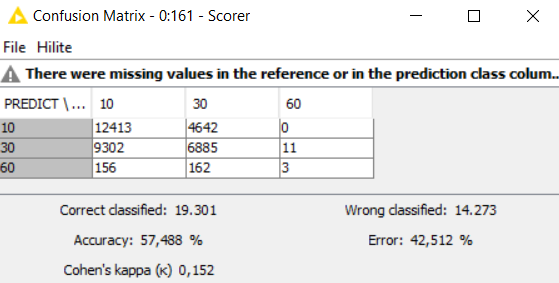 Confusion Matrix - 0:161 - Scorer
File Hilite
There were missing values in the reference or in the prediction class colum...
PREDICT \ ... 10 30 60
10 12413 4642 0
30 9302 6885 11
60 156 162 3
Correct classified: 19.301 Wrong classified: 14.273
Accuracy: 57,488 % Error: 42,512 %
Cohen's kappa (κ) 0,152